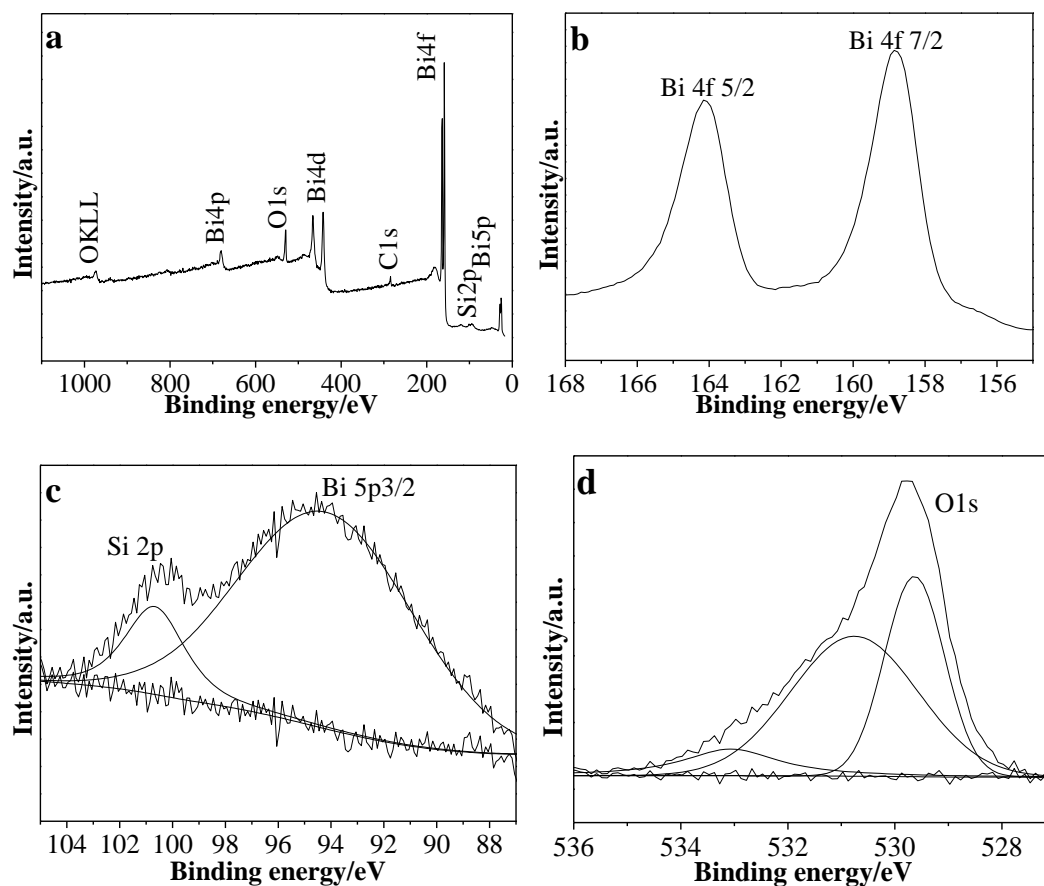 a
Intensity/a.u.
OKLL
Bi4p
O1s
Bi4d
C1s
Bi4f
Si2p
Bi5p
1000 800 600 400 200 0
Binding energy/eV
b
Intensity/a.u.
Bi 4f 5/2
Bi 4f 7/2
168 166 164 162 160 158 156
Binding energy/eV
c
Intensity/a.u.
Si 2p
Bi 5p3/2
104 102 100 98 96 94 92 90 88
Binding energy/eV
d
Intensity/a.u.
O1s
536 534 532 530 528
Binding energy/eV